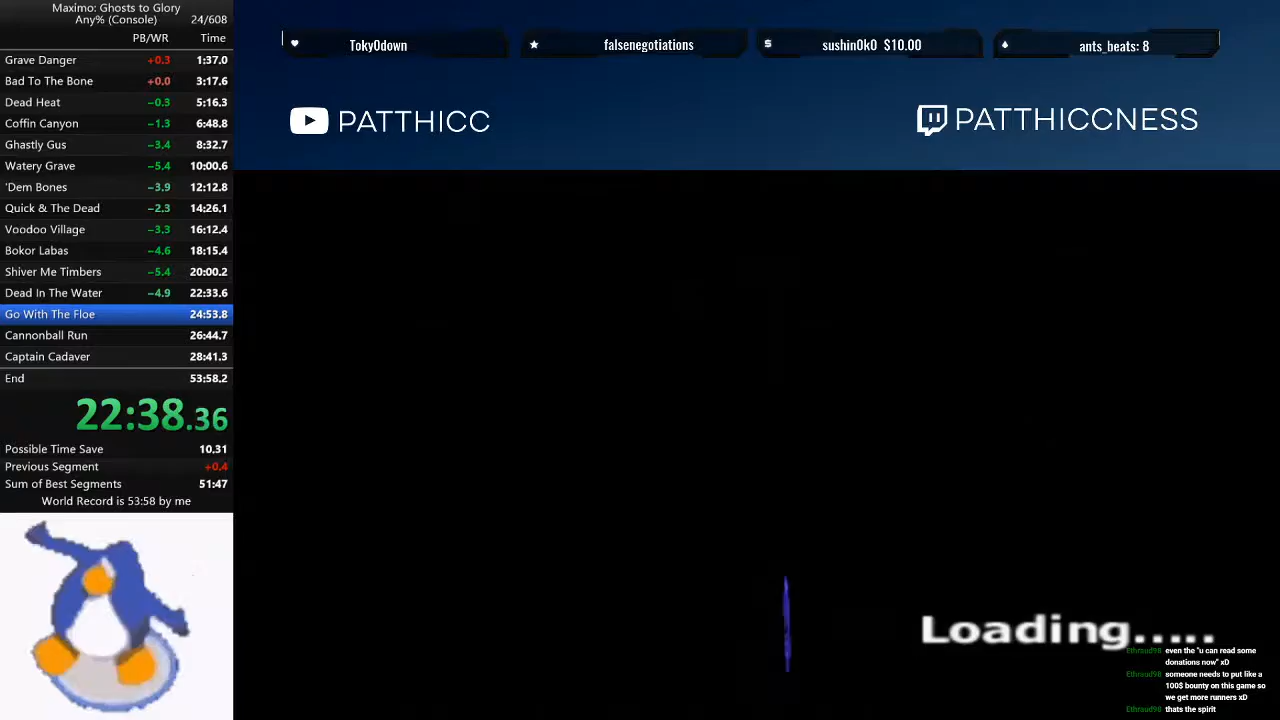 Maximo: Ghosts to Glory
Any% (Console) 24/608
PB/WR Time
Grave Danger +0.3 1:37.0
Bad To The Bone +0.0 3:17.6
Dead Heat −0.3 5:16.3
Coffin Canyon −1.3 6:48.8
Ghastly Gus −3.4 8:32.7
Watery Grave −5.4 10:00.6
'Dem Bones −3.9 12:12.8
Quick & The Dead −2.3 14:26.1
Voodoo Village −3.3 16:12.4
Bokor Labas −4.6 18:15.4
Shiver Me Timbers −5.4 20:00.2
Dead In The Water −4.9 22:33.6
Go With The Floe 24:53.8
Cannonball Run 26:44.7
Captain Cadaver 28:41.3
End 53:58.2
22:38.36
Possible Time Save 10.31
Previous Segment +0.4
Sum of Best Segments 51:47
World Record is 53:58 by me
Toky0down falsenegotiations sushin0k0 $10.00 ants_beats: 8
PATTHICC PATTHICCNESS
Loading.....
Ethraud98 even the "u can read some
donations now" xD
Ethraud98 someone needs to put like a
100$ bounty on this game so
we get more runners xD
Ethraud98 thats the spirit